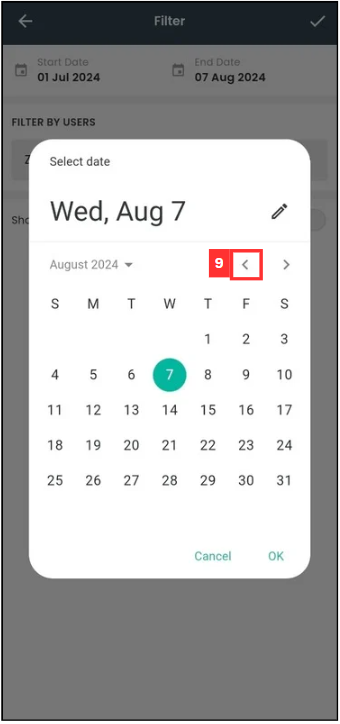 Filter
Start Date End Date
01 Jul 2024 07 Aug 2024
FILTER BY USERS
Z
Sho
Select date
Wed, Aug 7
August 2024 9
S M T W T F S
1 2 3
4 5 6 7 8 9 10
11 12 13 14 15 16 17
18 19 20 21 22 23 24
25 26 27 28 29 30 31
Cancel OK